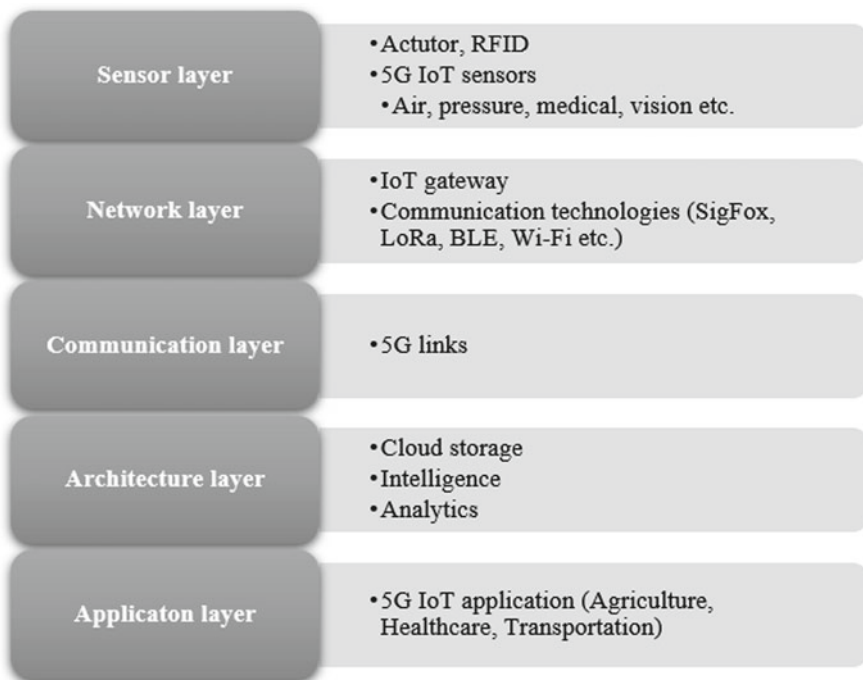 Sensor layer
•Actutor, RFID
•5G IoT sensors
•Air, pressure, medical, vision etc.
Network layer
•IoT gateway
•Communication technologies (SigFox,
LoRa, BLE, Wi-Fi etc.)
Communication layer
•5G links
Architecture layer
•Cloud storage
•Intelligence
•Analytics
Applicaton layer
•5G IoT application (Agriculture,
Healthcare, Transportation)